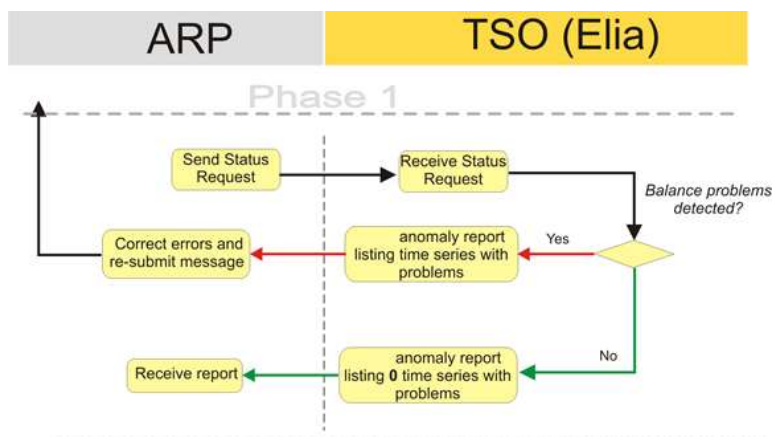 ARP
TSO (Elia)
Phase 1
Send Status
Request
Receive Status
Request
Balance problems
detected?
Correct errors and
re-submit message
anomaly report
listing time series with
problems
Yes
Receive report
anomaly report
listing 0 time series with
problems
No